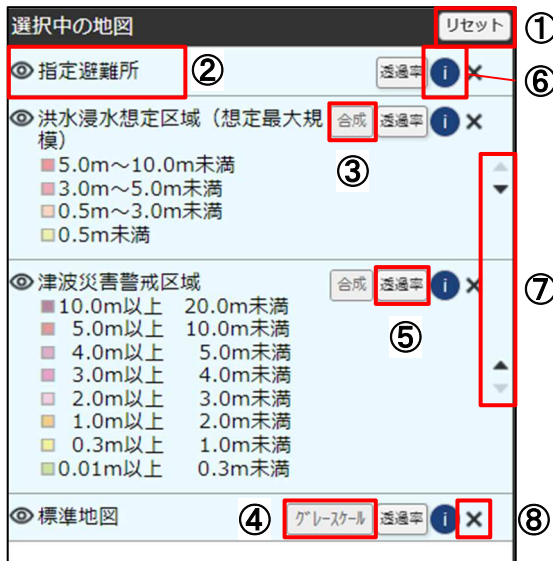 選択中の地図 リセット ①
指定避難所 ② 透過率 i × ⑥
洪水浸水想定区域（想定最大規 合成 透過率 i ×
模）
5.0m～10.0m未満 ③
3.0m～5.0m未満
0.5m～3.0m未満
0.5m未満
津波災害警戒区域 合成 透過率 i × ⑦
10.0m以上 20.0m未満
5.0m以上 10.0m未満 ⑤
4.0m以上 5.0m未満
3.0m以上 4.0m未満
2.0m以上 3.0m未満
1.0m以上 2.0m未満
0.3m以上 1.0m未満
0.01m以上 0.3m未満
標準地図 ④ グレースケール 透過率 i × ⑧